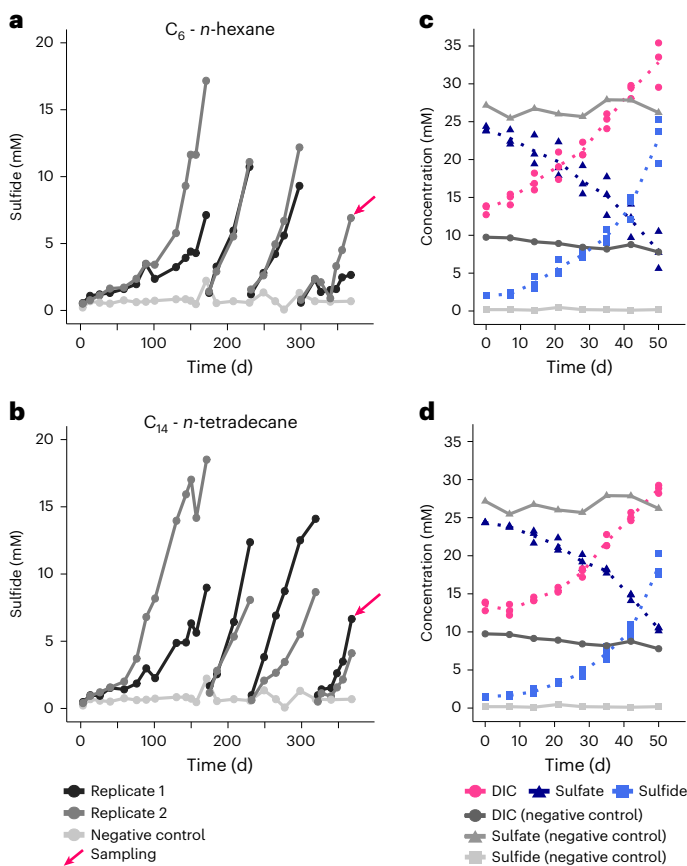 a
C6 - n-hexane
Sulfide (mM)
20
15
10
5
0
0
100
200
300
Time (d)
c
Concentration (mM)
35
30
25
20
15
10
5
0
0
10
20
30
40
50
Time (d)
b
C14 - n-tetradecane
Sulfide (mM)
20
15
10
5
0
0
100
200
300
Time (d)
Replicate 1
Replicate 2
Negative control
Sampling
d
Concentration (mM)
35
30
25
20
15
10
5
0
0
10
20
30
40
50
Time (d)
DIC Sulfate Sulfide
DIC (negative control)
Sulfate (negative control)
Sulfide (negative control)